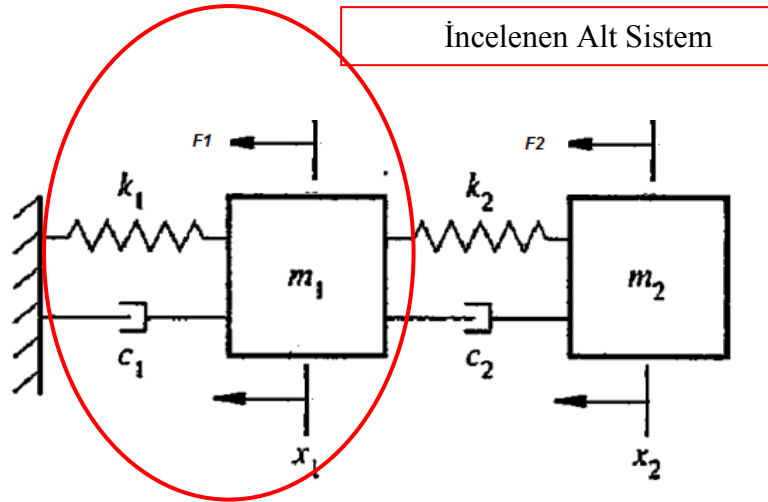 İncelenen Alt Sistem
F1
F2
k₁
k₂
m₁
m₂
c₁
c₂
x₁
x₂